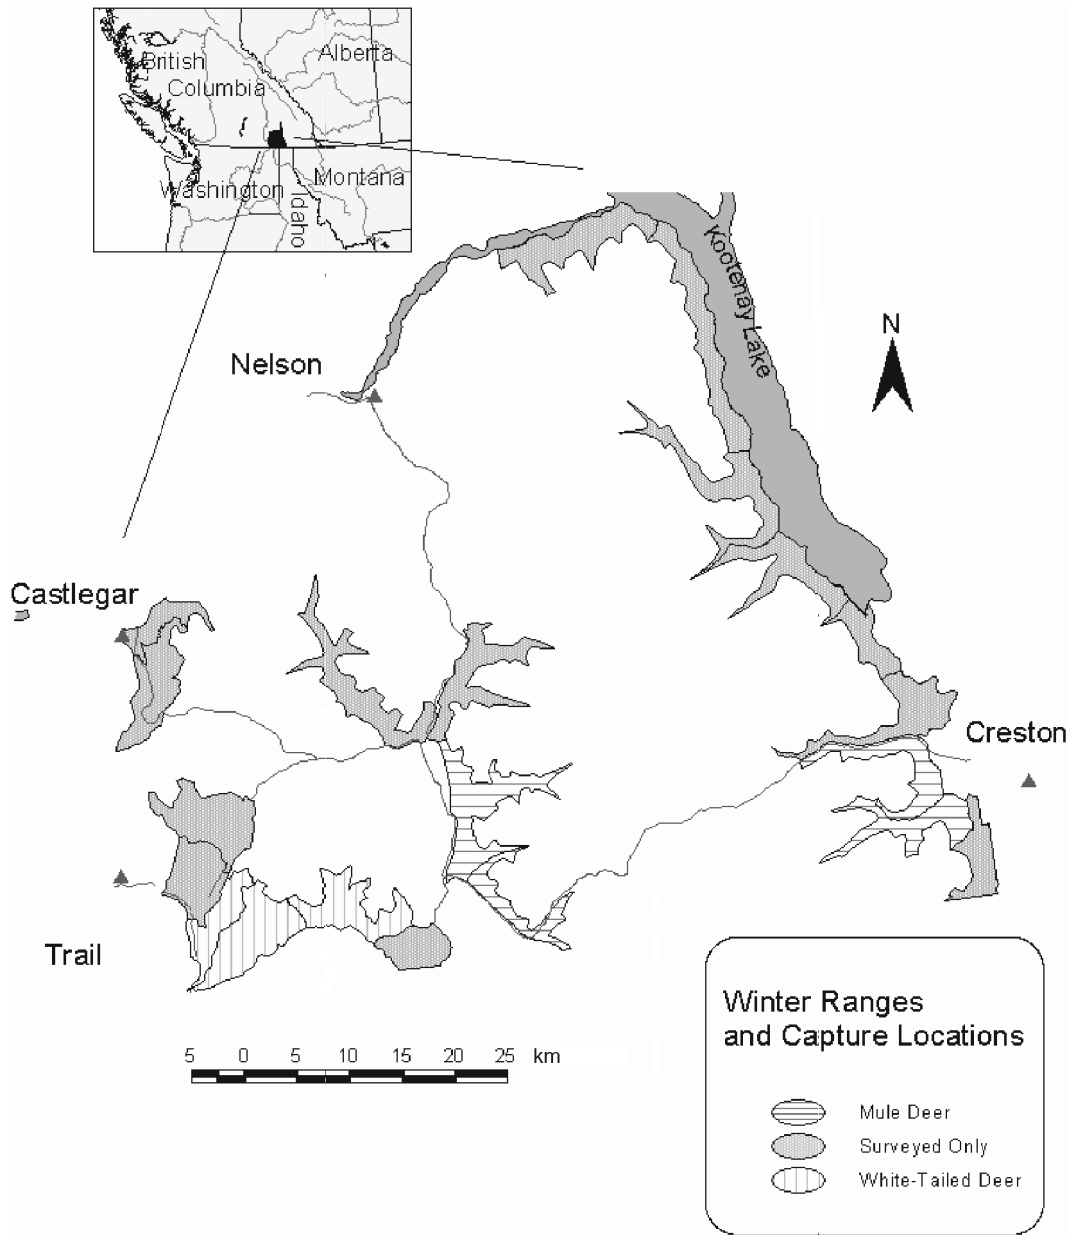 British
Columbia
Alberta
Washington
Montana
Idaho
Kootenay Lake
N
Nelson
Castlegar
Creston
Trail
5 0 5 10 15 20 25 km
Winter Ranges
and Capture Locations
Mule Deer
Surveyed Only
White-Tailed Deer